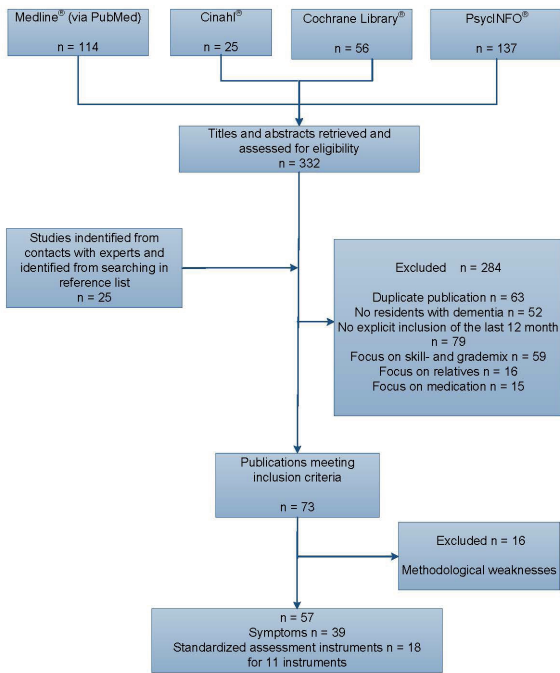 Medline® (via PubMed)
n = 114
Cinahl®
n = 25
Cochrane Library®
n = 56
PsycINFO®
n = 137
Titles and abstracts retrieved and
assessed for eligibility
n = 332
Studies indentified from
contacts with experts and
identified from searching in
reference list
n = 25
Excluded n = 284
Duplicate publication = 63
No residents with dementia = 52
No explicit inclusion of the last 12 month
n = 79
Focus on skill- and grademix = 59
Focus on relatives = 16
Focus on medication = 15
Publications meeting
inclusion criteria
n = 73
Excluded n = 16
Methodological weaknesses
n = 57
Symptoms n = 39
Standardized assessment instruments n = 18
for 11 instruments